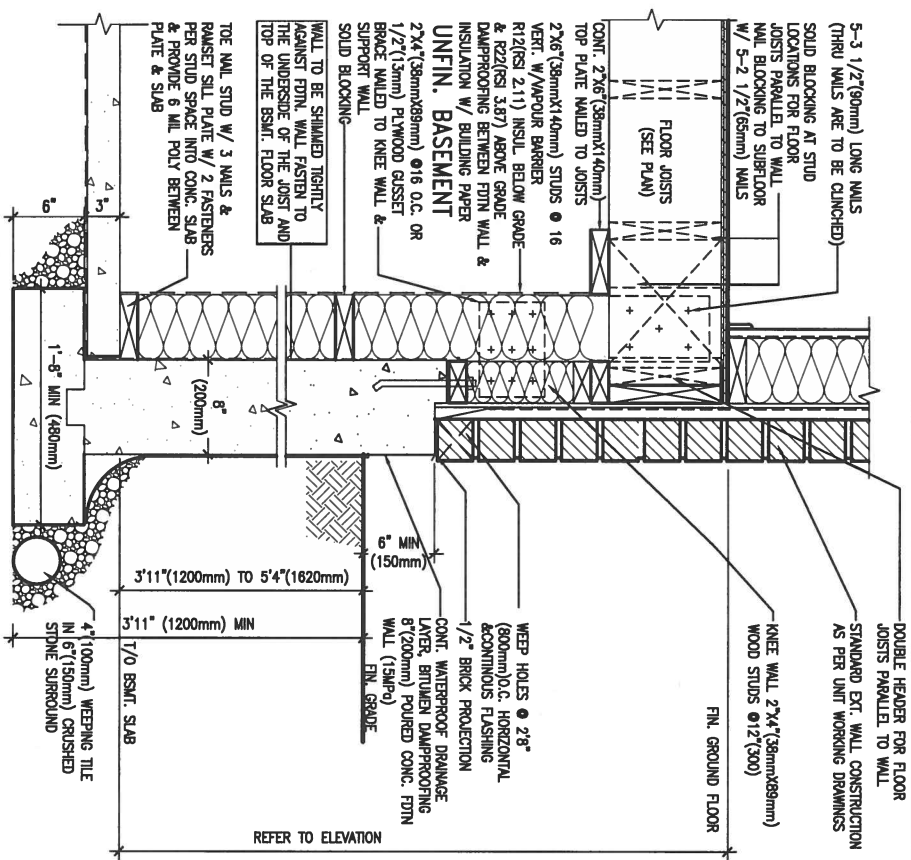 5-3 1/2"(90mm) LONG NAILS
(THRU NAILS ARE TO BE CLINCHED)
SOLID BLOCKING AT STUD
LOCATIONS FOR FLOOR
JOISTS PARALLEL TO WALL
NAIL BLOCKING TO SUBFLOOR
W/ 5-2 1/2"(65mm) NAILS
FLOOR JOISTS
(SEE PLAN)
CONT. 2"X6"(38mmX140mm)
TOP PLATE NAILED TO JOISTS
2"X6"(38mmX140mm) STUDS @ 16
VERT. W/VAPOUR BARRIER
R12(RSI 2.11) INSUL BELOW GRADE
& R22(RSI 3.87) ABOVE GRADE
DAMPROOFING BETWEEN FDTN WALL &
INSULATION W/ BUILDING PAPER
UNFIN. BASEMENT
2"X4"(38mmX89mm) @16 O.C. OR
1/2"(13mm) PLYWOOD GUSSET
BRACE NAILED TO KNEE WALL &
SUPPORT WALL
SOLID BLOCKING
WALL TO BE SHIMMED TIGHTLY
AGAINST FDTN. WALL FASTEN TO
THE UNDERSIDE OF THE JOIST AND
TOP OF THE BSMT. FLOOR SLAB
TOE NAIL STUD W/ 3 NAILS &
RAMSET SILL PLATE W/ 2 FASTENERS
PER STUD SPACE INTO CONC. SLAB
& PROVIDE 6 MIL POLY BETWEEN
PLATE & SLAB
6"
3"
1'-8" MIN (480mm)
8"
(200mm)
DOUBLE HEADER FOR FLOOR
JOISTS PARALLEL TO WALL
STANDARD EXT. WALL CONSTRUCTION
AS PER UNIT WORKING DRAWINGS
KNEE WALL 2"X4"(38mmX89mm)
WOOD STUDS @12"(300)
FIN. GROUND FLOOR
WEEP HOLES @ 2'8"
(800mm)O.C. HORIZONTAL
&CONTINOUS FLASHING
1/2" BRICK PROJECTION
6" MIN
(150mm)
CONT. WATERPROOF DRAINAGE
LAYER, BITUMEN DAMPPROOFING
8"(200mm) POURED CONC. FDTN
WALL (15MPa)
FIN. GRADE
3'11"(1200mm) TO 5'4"(1620mm)
3'11" (1200mm) MIN
T/O BSMT. SLAB
4"(100mm) WEEPING TILE
IN 6"(150mm) CRUSHED
STONE SURROUND
REFER TO ELEVATION